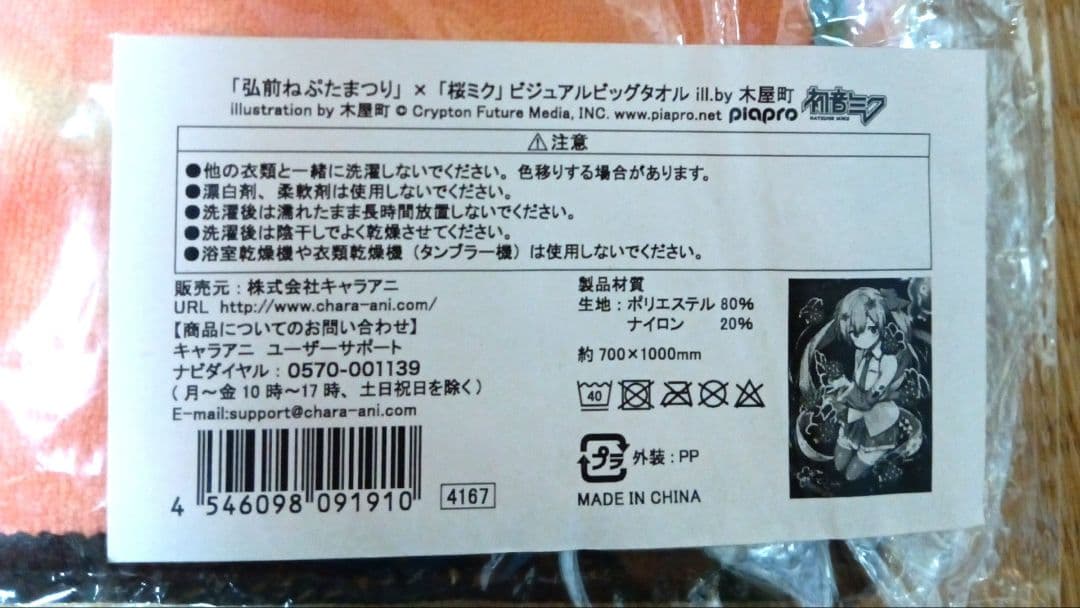 「弘前ねぷたまつり」×「桜ミク」ビジュアルビッグタオル ill.by 木屋町
illustration by 木屋町 © Crypton Future Media, INC. www.piapro.net piapro 初音ミク
HATSUNE MIKU
⚠注意
●他の衣類と一緒に洗濯しないでください。色移りする場合があります。
●漂白剤、柔軟剤は使用しないでください。
●洗濯後は濡れたまま長時間放置しないでください。
●洗濯後は陰干しでよく乾燥させてください。
●浴室乾燥機や衣類乾燥機（タンブラー機）は使用しないでください。
販売元：株式会社キャラアニ
URL http://www.chara-ani.com/
【商品についてのお問い合わせ】
キャラアニ ユーザーサポート
ナビダイヤル：0570-001139
（月～金10時～17時、土日祝日を除く）
E-mail:support@chara-ani.com
4 546098 091910
4167
製品材質
生地：ポリエステル 80%
ナイロン 20%
約 700×1000mm
40
プラ 外装：PP
MADE IN CHINA